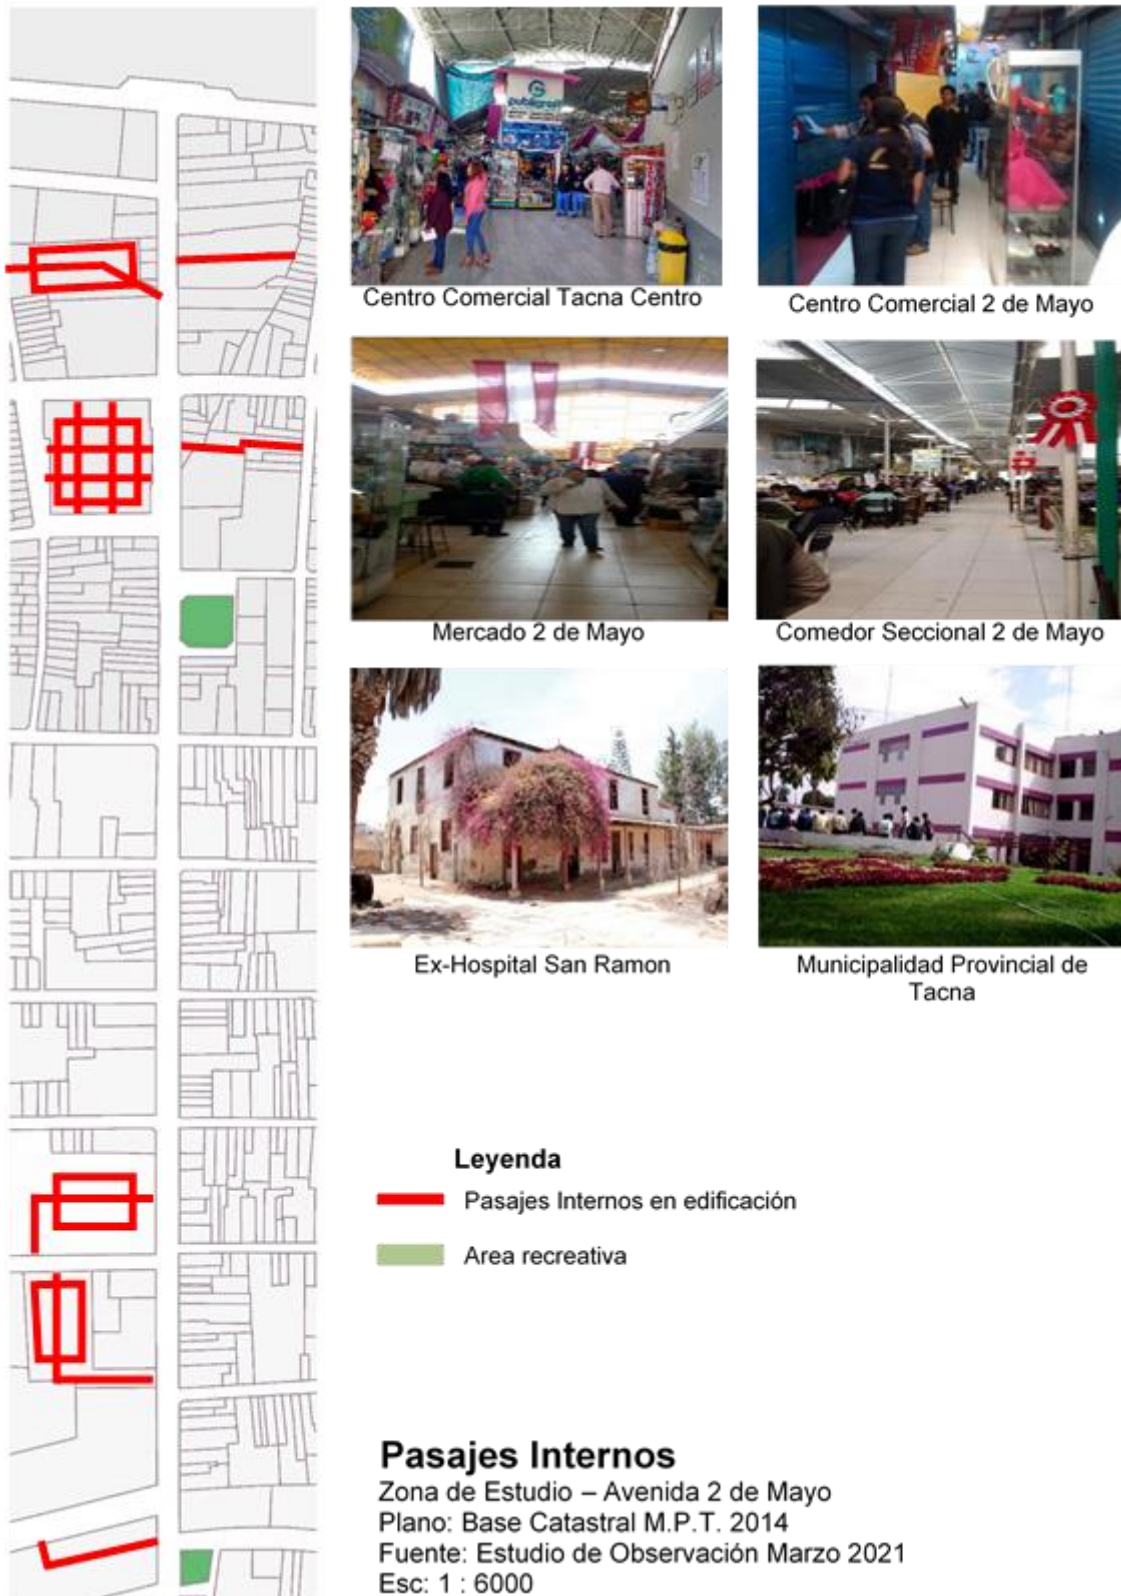 publigraff
Centro Comercial Tacna Centro
Centro Comercial 2 de Mayo
Mercado 2 de Mayo
Comedor Seccional 2 de Mayo
Ex-Hospital San Ramon
Municipalidad Provincial de
Tacna
Leyenda
Pasajes Internos en edificación
Area recreativa
Pasajes Internos
Zona de Estudio – Avenida 2 de Mayo
Plano: Base Catastral M.P.T. 2014
Fuente: Estudio de Observación Marzo 2021
Esc: 1 : 6000